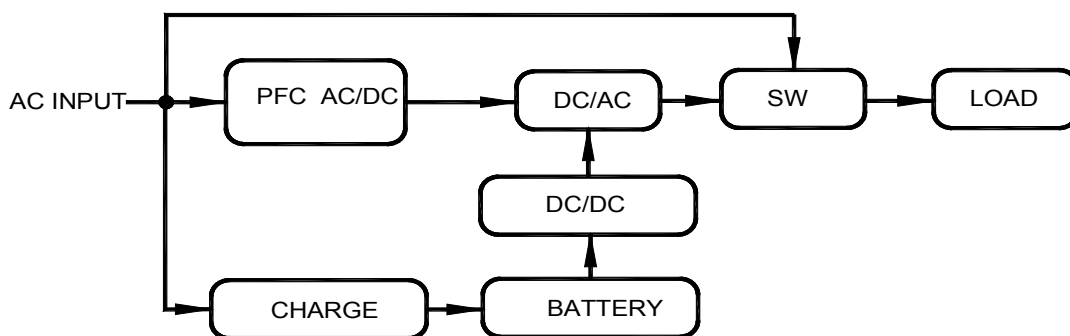 AC INPUT
PFC AC/DC
DC/AC
SW
LOAD
DC/DC
CHARGE
BATTERY